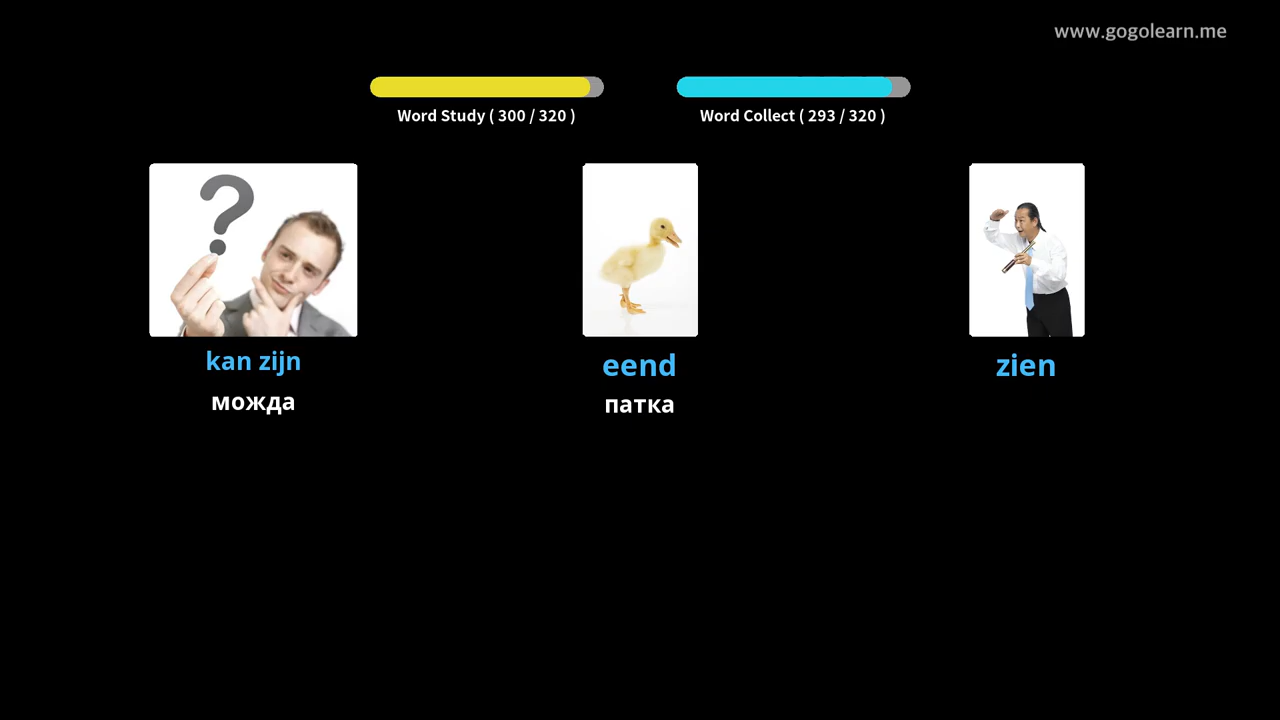 www.gogolearn.me
Word Study ( 300 / 320 )
Word Collect ( 293 / 320 )
kan zijn
можда
eend
патка
zien